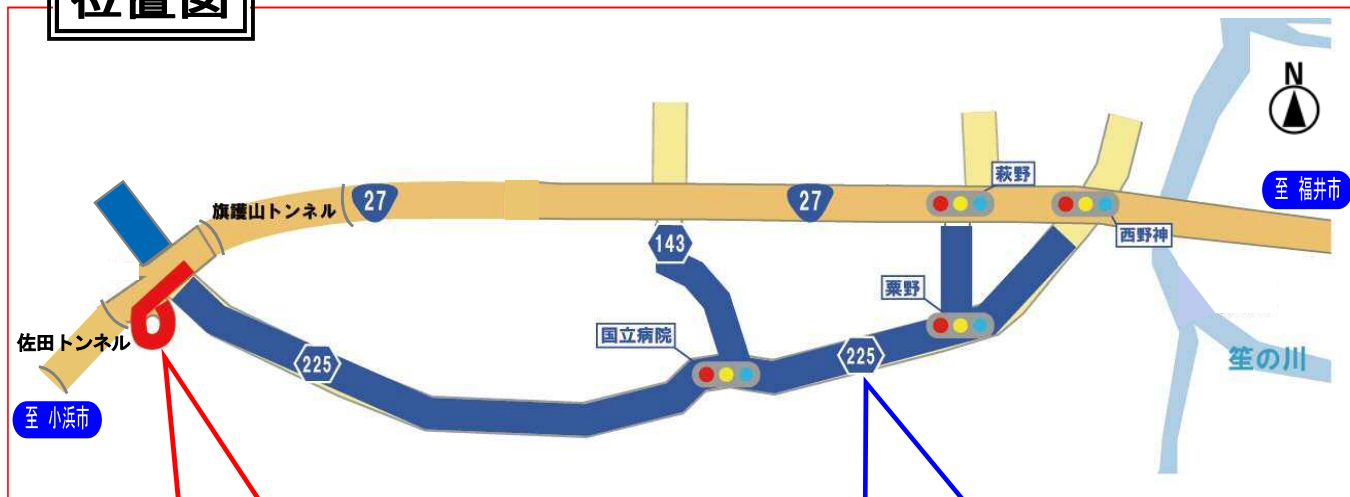 位置図
N
至 福井市
萩野
27
27
旗護山トンネル
西野神
143
粟野
佐田トンネル
国立病院
225
225
笙の川
至 小浜市